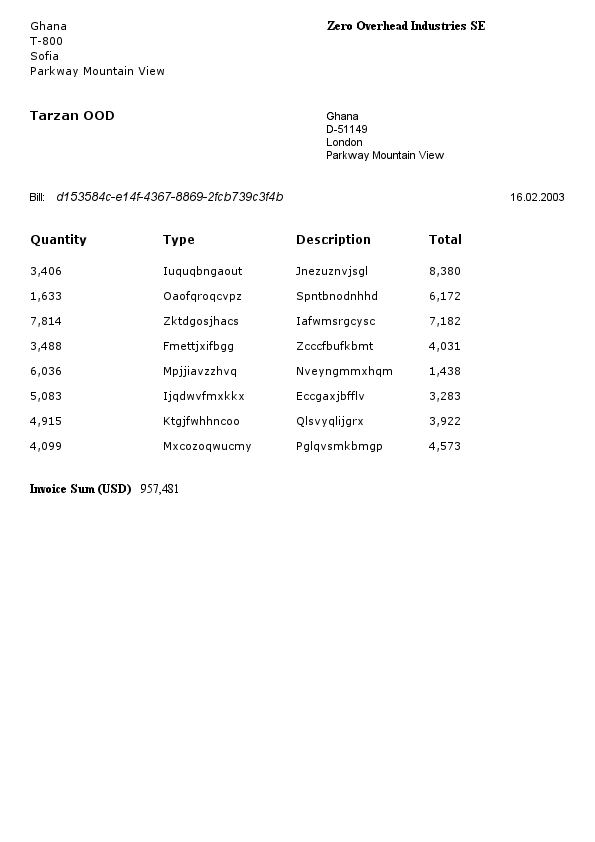 Ghana
T-800
Sofia
Parkway Mountain View
Zero Overhead Industries SE
Tarzan OOD
Ghana
D-51149
London
Parkway Mountain View
Bill: d153584c-e14f-4367-8869-2fcb739c3f4b 16.02.2003
Quantity Type Description Total
3,406 Iuquqbngaout Jnezuznvjsgl 8,380
1,633 Oaofqroqcvpz Spntbnodnhhd 6,172
7,814 Zktdgosjhacs Iafwmsrgcysc 7,182
3,488 Fmettjxifbgg Zcccfbufkbmt 4,031
6,036 Mpjjiavzzhvq Nveyngmmxhqm 1,438
5,083 Ijqdwvfmxkkx Eccgaxjbfflv 3,283
4,915 Ktgjfwhhncoo Qlsvyqlijgrx 3,922
4,099 Mxcozoqwucmy Pglqvsmkbmgp 4,573
Invoice Sum (USD) 957,481